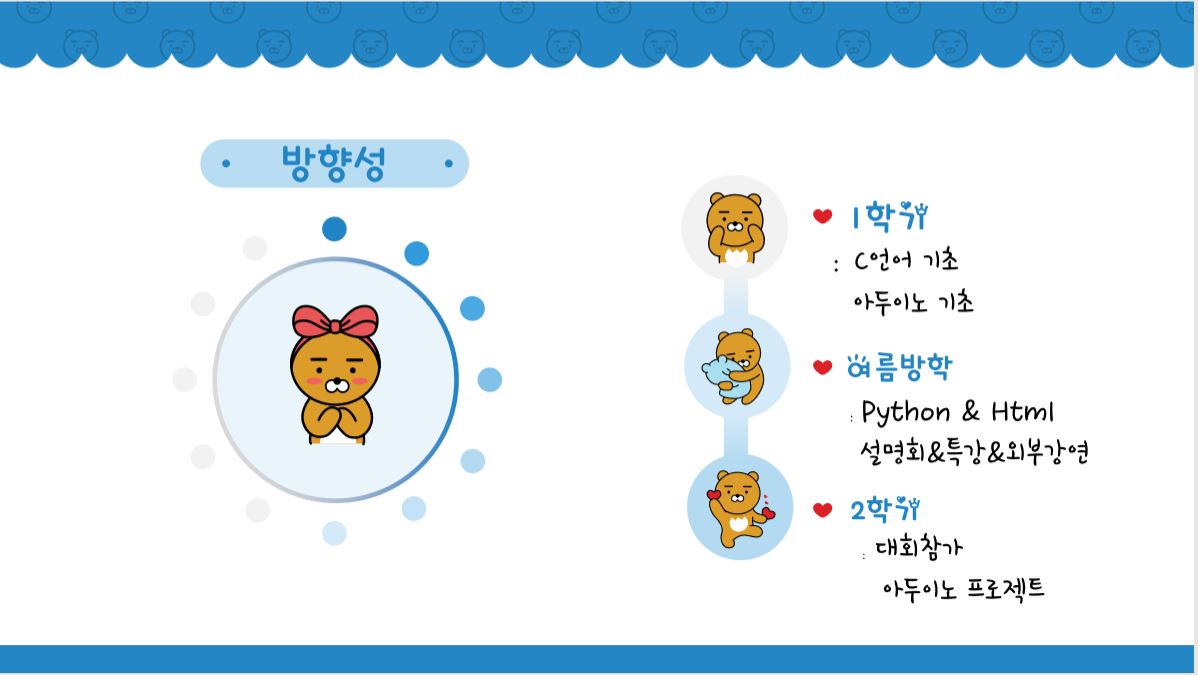 방향성
1학기
: C언어 기초
아두이노 기초
여름방학
: Python & Html
설명회&특강&외부강연
2학기
: 대회참가
아두이노 프로젝트